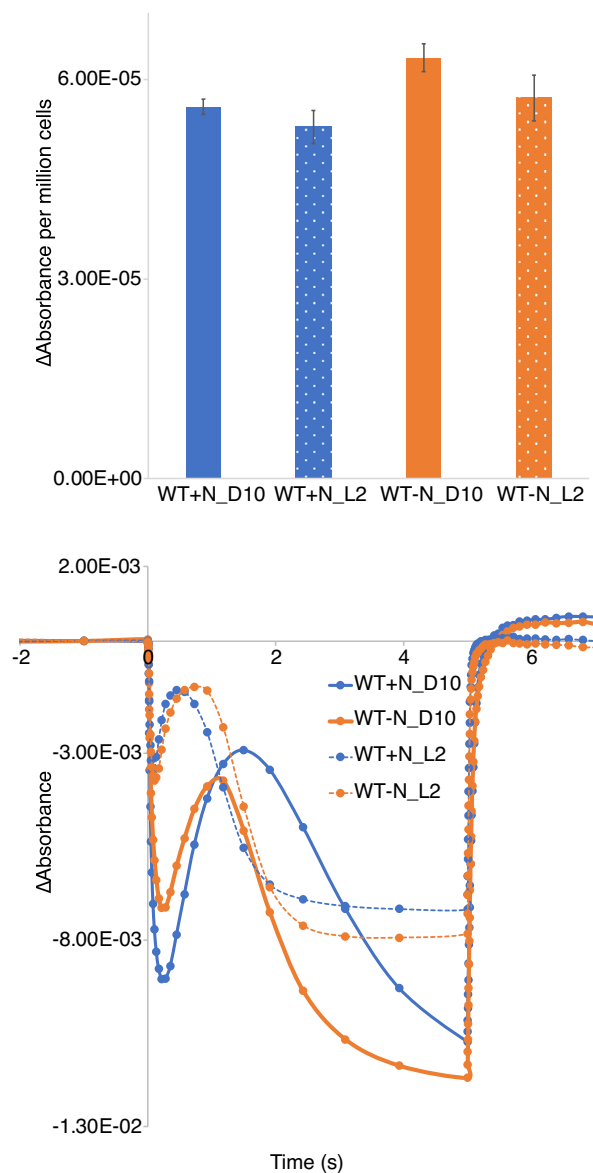 ΔAbsorbance per million cells
6.00E-05
3.00E-05
0.00E+00
WT+N_D10 WT+N_L2 WT-N_D10 WT-N_L2
ΔAbsorbance
2.00E-03
-2 0 2 4 6
-3.00E-03
-8.00E-03
-1.30E-02
WT+N_D10
WT-N_D10
WT+N_L2
WT-N_L2
Time (s)